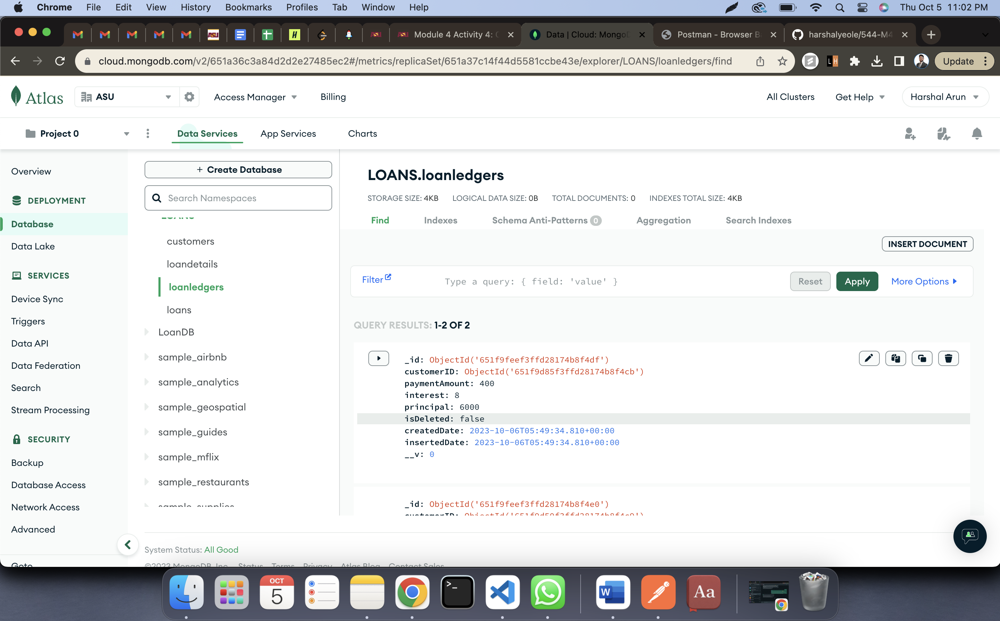 Chrome File Edit View History Bookmarks Profiles Tab Window Help Thu Oct 5 11:02 PM
Module 4 Activity 4: Data | Cloud: MongoD Postman - Browser B harshalyeole/544-M4
cloud.mongodb.com/v2/651a36c3a84d2d2e27485ec2#/metrics/replicaSet/651a37c14f44d5581ccbe43e/explorer/LOANS/loanledgers/find
LH
Update
Atlas
ASU
Access Manager
Billing
All Clusters
Get Help
Harshal Arun
Project 0
Data Services
App Services
Charts
Overview
DEPLOYMENT
Database
Data Lake
SERVICES
Device Sync
Triggers
Data API
Data Federation
Search
Stream Processing
SECURITY
Backup
Database Access
Network Access
Advanced
Goto
+ Create Database
Search Namespaces
LOANS
customers
loandetails
loanledgers
loans
LoanDB
sample_airbnb
sample_analytics
sample_geospatial
sample_guides
sample_mflix
sample_restaurants
sample_supplies
LOANS.loanledgers
STORAGE SIZE: 4KB LOGICAL DATA SIZE: 0B TOTAL DOCUMENTS: 0 INDEXES TOTAL SIZE: 4KB
Find Indexes Schema Anti-Patterns 0 Aggregation Search Indexes
INSERT DOCUMENT
Filter
Type a query: { field: 'value' }
Reset
Apply
More Options
QUERY RESULTS: 1-2 OF 2
_id: ObjectId('651f9feef3ffd28174b8f4df')
customerID: ObjectId('651f9d85f3ffd28174b8f4cb')
paymentAmount: 400
interest: 8
principal: 6000
isDeleted: false
createdDate: 2023-10-06T05:49:34.810+00:00
insertedDate: 2023-10-06T05:49:34.810+00:00
__v: 0
_id: ObjectId('651f9feef3ffd28174b8f4e0')
customerID: ObjectId('651f9d50f3ffd28174b8f4c9')
System Status: All Good
©2023 MongoDB, Inc. Status Terms Privacy Atlas Blog Contact Sales
OCT
5
>_
W
Aa